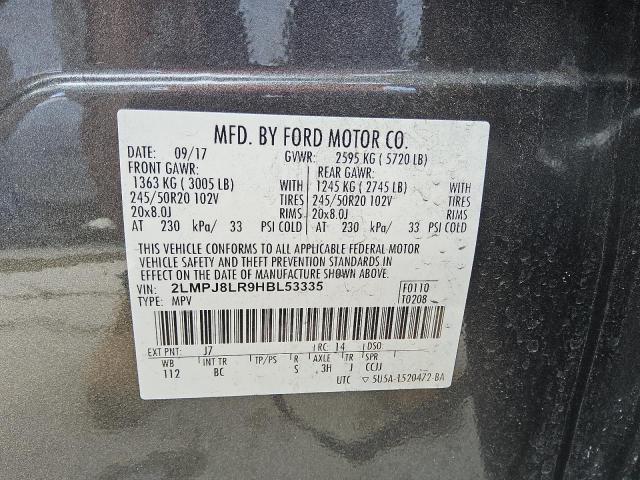 MFD. BY FORD MOTOR CO.
DATE: 09/17 GVWR: 2595 KG ( 5720 LB)
FRONT GAWR: REAR GAWR:
1363 KG ( 3005 LB) WITH 1245 KG ( 2745 LB) WITH
245/50R20 102V TIRES 245/50R20 102V TIRES
20x8.0J RIMS 20x8.0J RIMS
AT 230 kPa/ 33 PSI COLD AT 230 kPa/ 33 PSI COLD
THIS VEHICLE CONFORMS TO ALL APPLICABLE FEDERAL MOTOR
VEHICLE SAFETY AND THEFT PREVENTION STANDARDS IN
EFFECT ON THE DATE OF MANUFACTURE SHOWN ABOVE.
VIN: 2LMPJ8LR9HBL53335 F0110
TYPE: MPV T0208
EXT PNT: J7 RC: 14 DSO:
WB INT TR TP/PS R AXLE TR SPR
112 BC S 3H J CCJJ
UTC ▽ 5U5A-1520472-BA